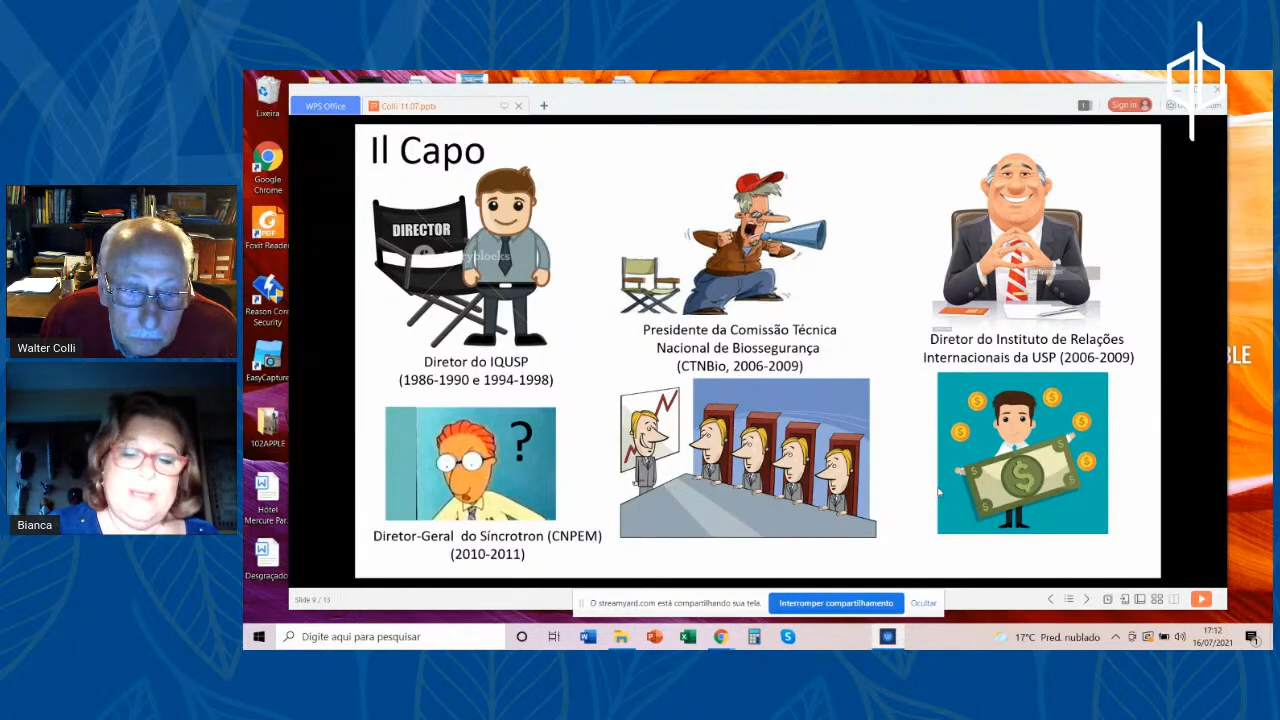 Lixeira
Google
Chrome
Foxit Reader
Reason Core
Security
EasyCapture
102APPLE
Hotel
Mercure Par...
Desgraçado
WPS Office
Colli 11.07.pptx
Sign in
Il Capo
DIRECTOR
Diretor do IQUSP
(1986-1990 e 1994-1998)
Presidente da Comissão Técnica
Nacional de Biossegurança
(CTNBio, 2006-2009)
Diretor do Instituto de Relações
Internacionais da USP (2006-2009)
?
Diretor-Geral do Síncrotron (CNPEM)
(2010-2011)
$
Walter Colli
Bianca
BLE
Slide 9 / 13
O streamyard.com está compartilhando sua tela.
Interromper compartilhamento
Ocultar
Digite aqui para pesquisar
17°C Pred. nublado
17:12
16/07/2021